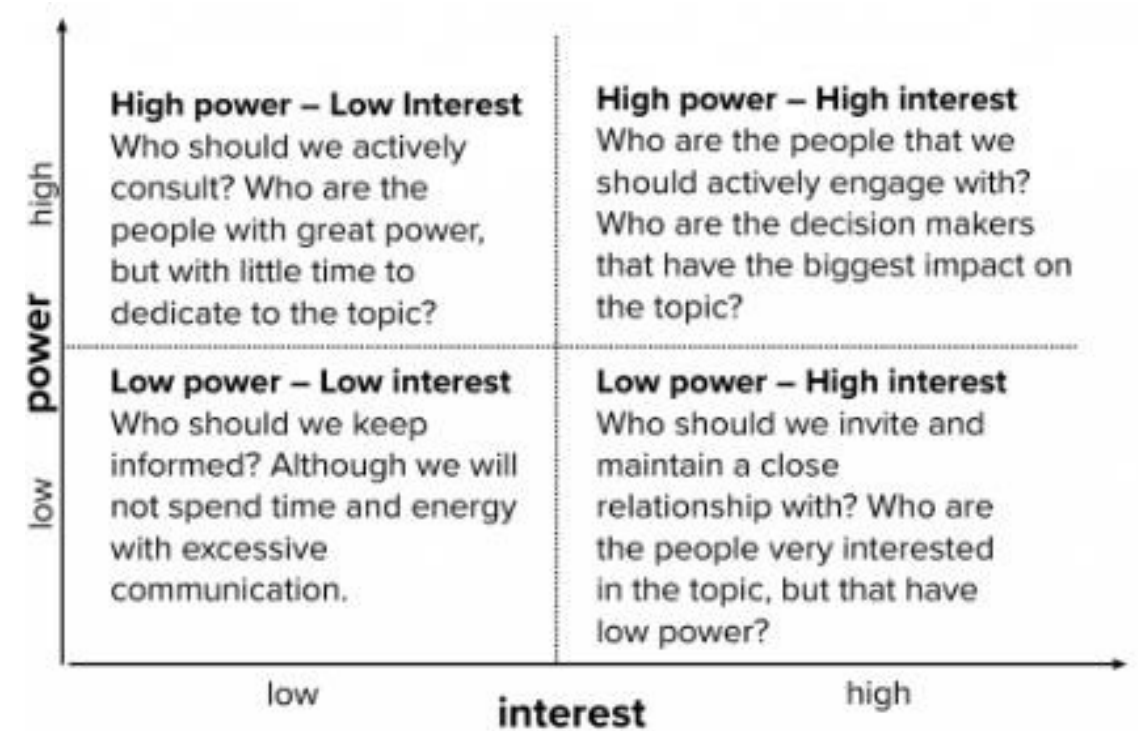 High power – Low Interest
Who should we actively
consult? Who are the
people with great power,
but with little time to
dedicate to the topic?
High power – High interest
Who are the people that we
should actively engage with?
Who are the decision makers
that have the biggest impact on
the topic?
high
power
low
Low power – Low interest
Who should we keep
informed? Although we will
not spend time and energy
with excessive
communication.
Low power – High interest
Who should we invite and
maintain a close
relationship with? Who are
the people very interested
in the topic, but that have
low power?
low
interest
high